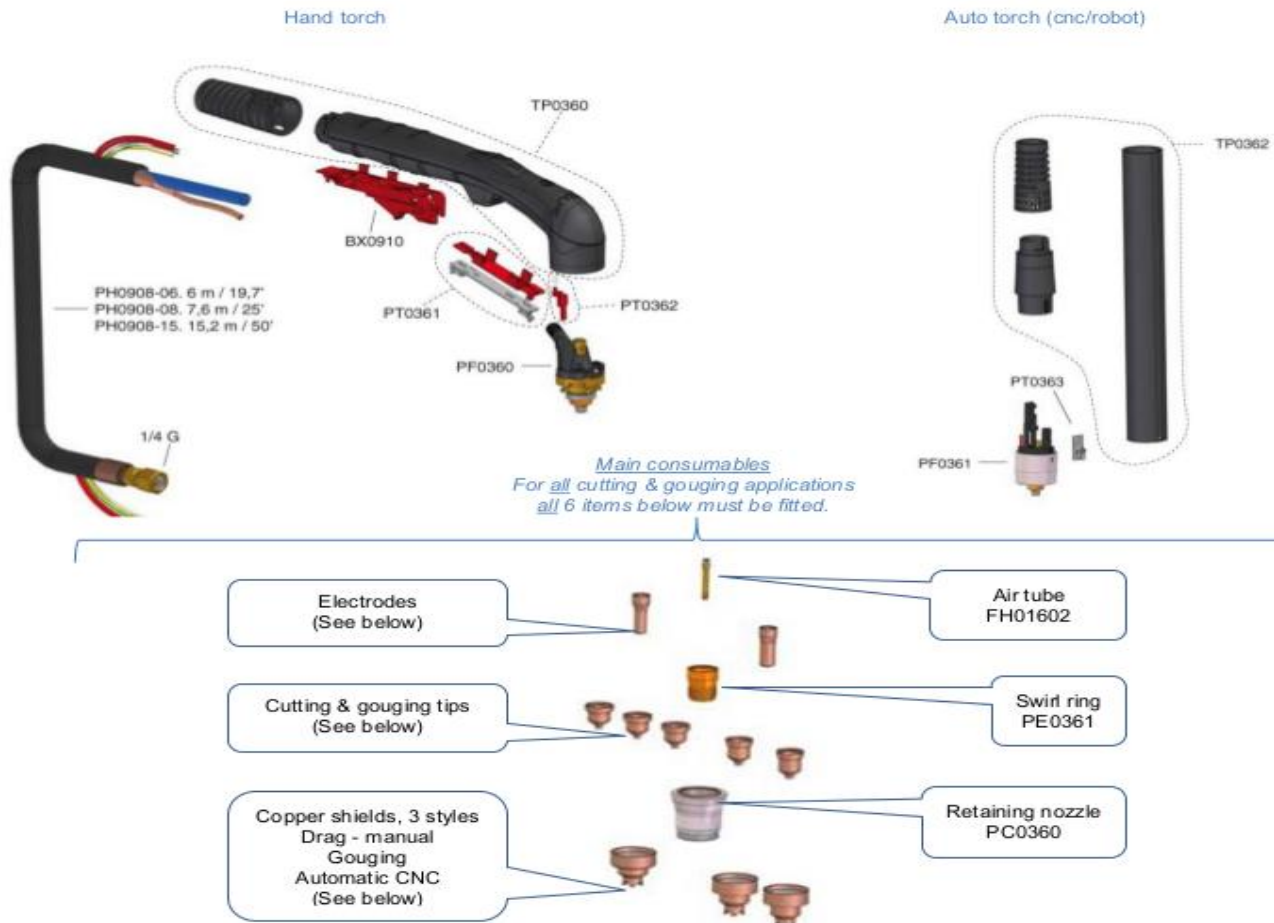 Hand torch
Auto torch (cnc/robot)
TP0360
TP0362
BX0910
PH0908-06. 6 m / 19,7'
PH0908-08. 7,6 m / 25'
PH0908-15. 15,2 m / 50'
PT0361
PT0362
PF0360
PT0363
PF0361
1/4 G
Main consumables
For all cutting & gouging applications
all 6 items below must be fitted.
Electrodes
(See below)
Air tube
FH01602
Cutting & gouging tips
(See below)
Swirl ring
PE0361
Copper shields, 3 styles
Drag - manual
Gouging
Automatic CNC
(See below)
Retaining nozzle
PC0360